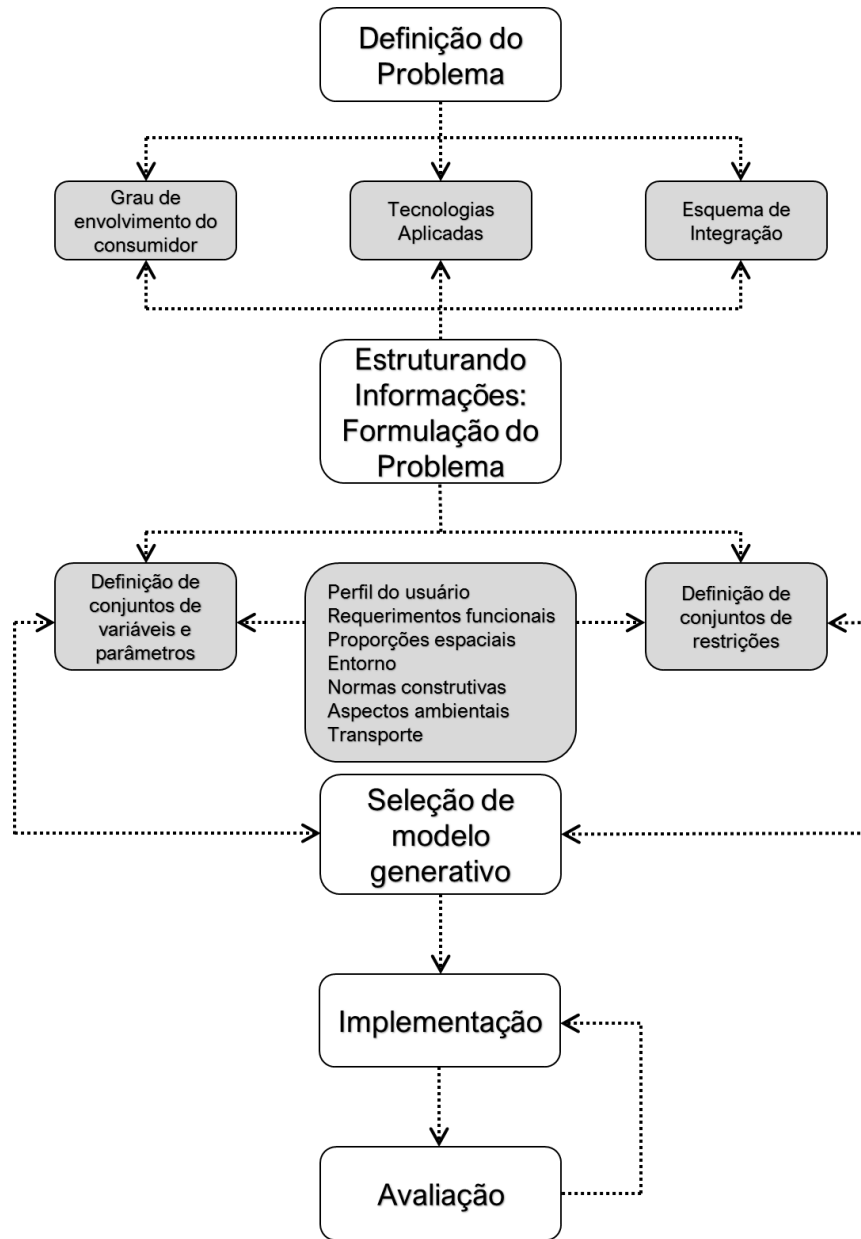 Definição do
Problema
Grau de
envolvimento do
consumidor
Tecnologias
Aplicadas
Esquema de
Integração
Estruturando
Informações:
Formulação do
Problema
Definição de
conjuntos de
variáveis e
parâmetros
Perfil do usuário
Requerimentos funcionais
Proporções espaciais
Entorno
Normas construtivas
Aspectos ambientais
Transporte
Definição de
conjuntos de
restrições
Seleção de
modelo
generativo
Implementação
Avaliação